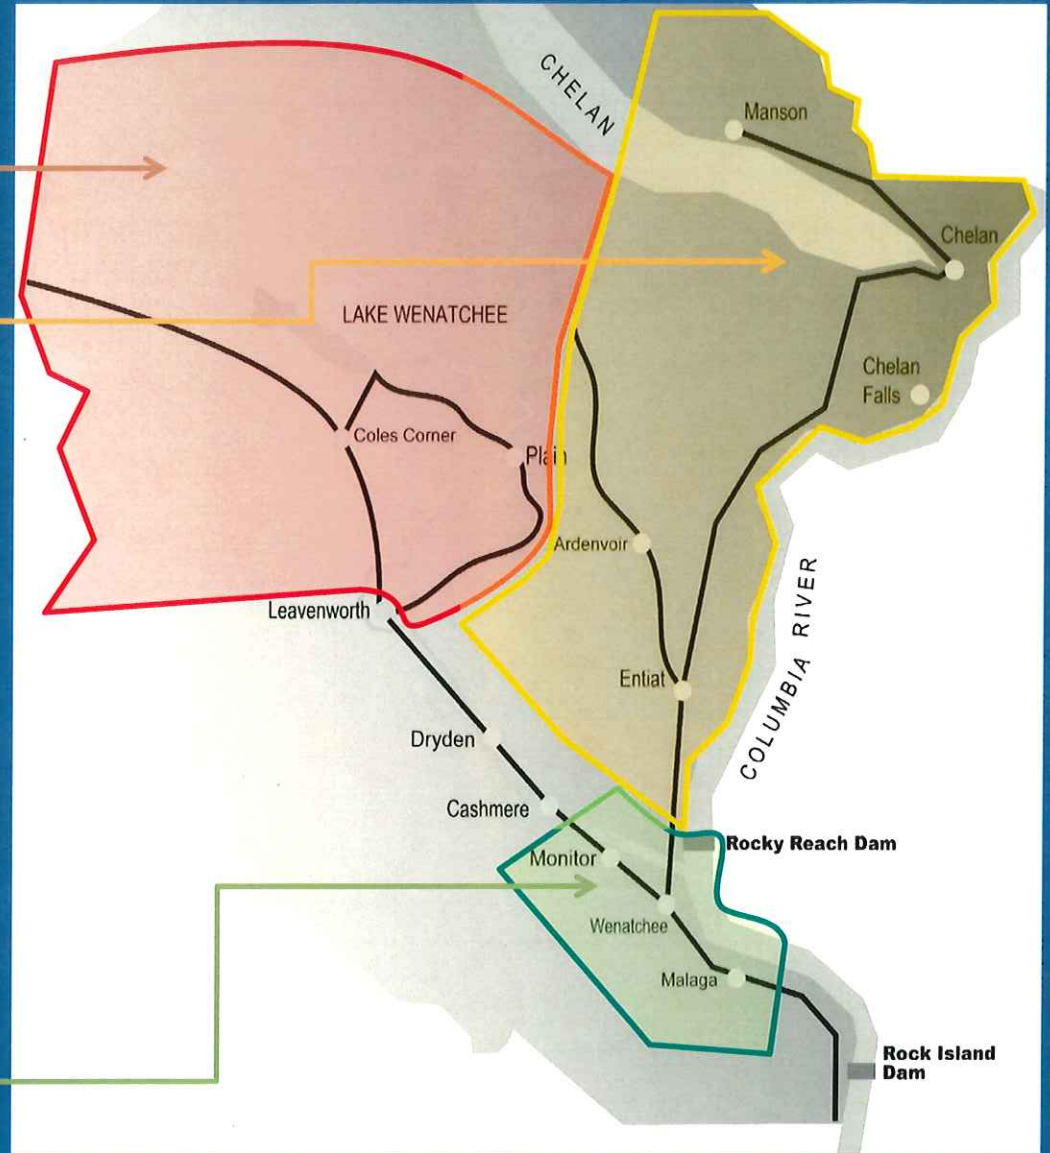 CHELAN
Manson
Chelan
LAKE WENATCHEE
Chelan
Falls
Coles Corner
Plain
Ardenvoir
Leavenworth
COLUMBIA RIVER
Entiat
Dryden
Cashmere
Rocky Reach Dam
Monitor
Wenatchee
Malaga
Rock Island
Dam